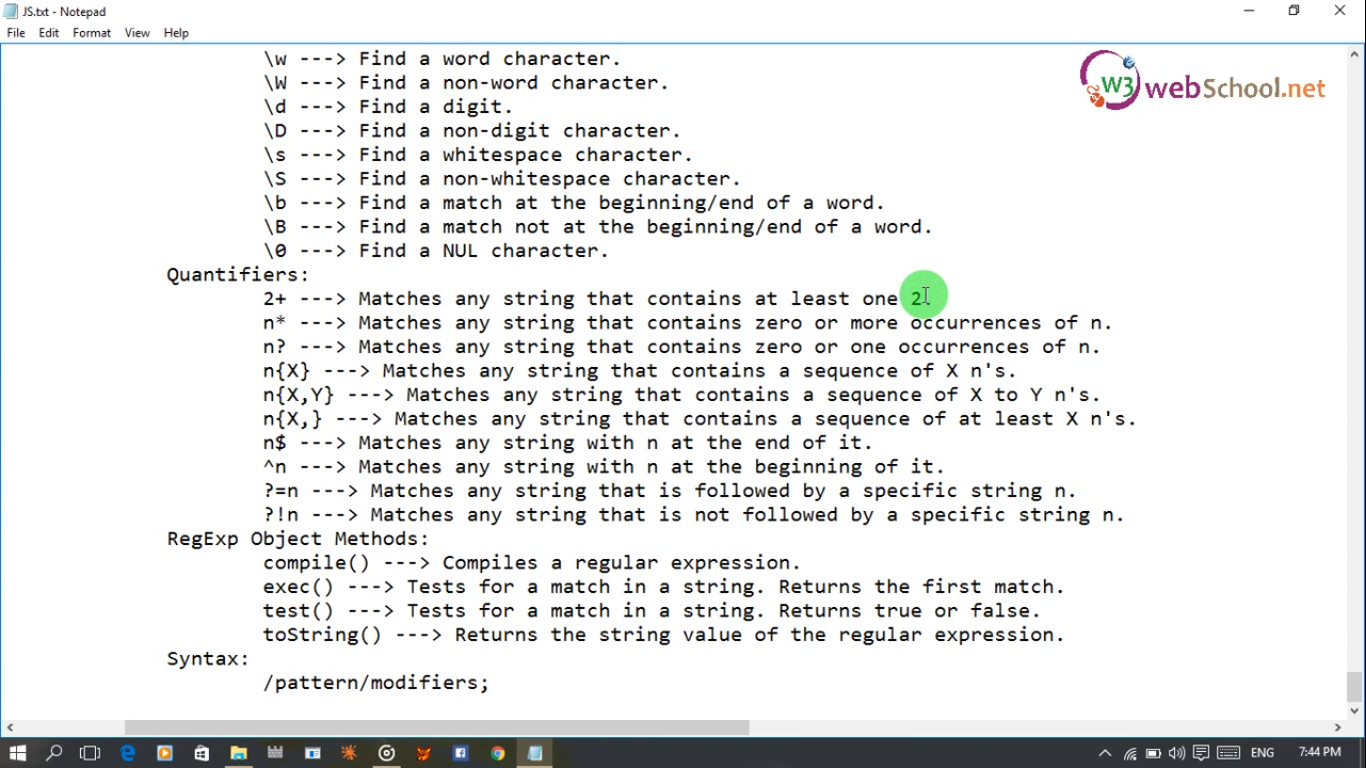 JS.txt - Notepad
File Edit Format View Help
\w ---> Find a word character.
\W ---> Find a non-word character.
\d ---> Find a digit.
\D ---> Find a non-digit character.
\s ---> Find a whitespace character.
\S ---> Find a non-whitespace character.
\b ---> Find a match at the beginning/end of a word.
\B ---> Find a match not at the beginning/end of a word.
\0 ---> Find a NUL character.
Quantifiers:
2+ ---> Matches any string that contains at least one 2.
n* ---> Matches any string that contains zero or more occurrences of n.
n? ---> Matches any string that contains zero or one occurrences of n.
n{X} ---> Matches any string that contains a sequence of X n's.
n{X,Y} ---> Matches any string that contains a sequence of X to Y n's.
n{X,} ---> Matches any string that contains a sequence of at least X n's.
n$ ---> Matches any string with n at the end of it.
^n ---> Matches any string with n at the beginning of it.
?=n ---> Matches any string that is followed by a specific string n.
?!n ---> Matches any string that is not followed by a specific string n.
RegExp Object Methods:
compile() ---> Compiles a regular expression.
exec() ---> Tests for a match in a string. Returns the first match.
test() ---> Tests for a match in a string. Returns true or false.
toString() ---> Returns the string value of the regular expression.
Syntax:
/pattern/modifiers;
W3 webSchool.net
ENG 7:44 PM